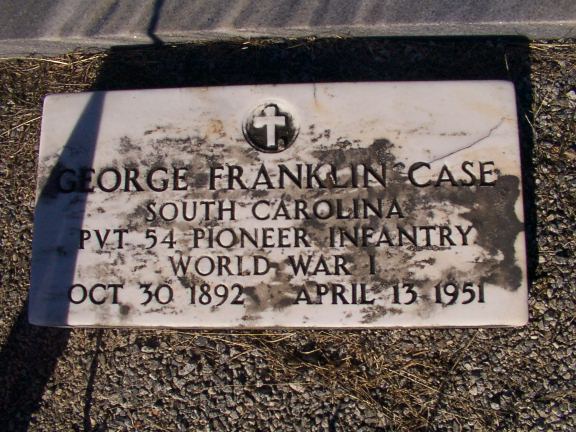 GEORGE FRANKLIN CASE
SOUTH CAROLINA
PVT 54 PIONEER INFANTRY
WORLD WAR I
OCT 30 1892 APRIL 13 1951